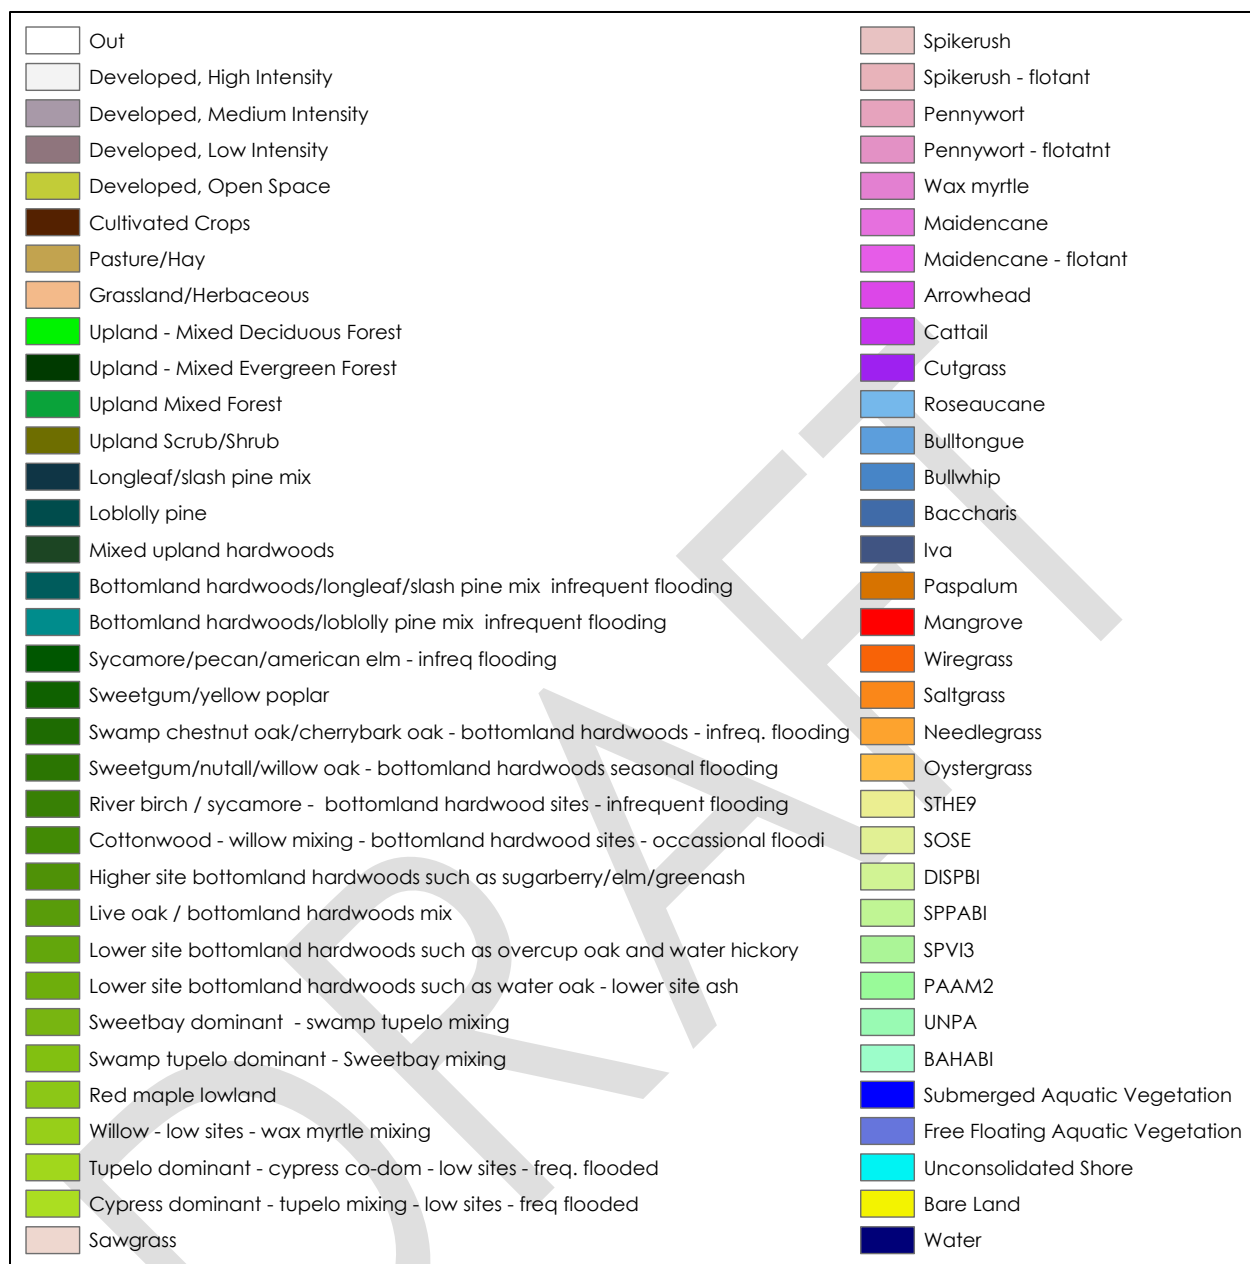 Out
Developed, High Intensity
Developed, Medium Intensity
Developed, Low Intensity
Developed, Open Space
Cultivated Crops
Pasture/Hay
Grassland/Herbaceous
Upland - Mixed Deciduous Forest
Upland - Mixed Evergreen Forest
Upland Mixed Forest
Upland Scrub/Shrub
Longleaf/slash pine mix
Loblolly pine
Mixed upland hardwoods
Bottomland hardwoods/longleaf/slash pine mix  infrequent flooding
Bottomland hardwoods/loblolly pine mix  infrequent flooding
Sycamore/pecan/american elm - infreq flooding
Sweetgum/yellow poplar
Swamp chestnut oak/cherrybark oak - bottomland hardwoods - infreq. flooding
Sweetgum/nutall/willow oak - bottomland hardwoods seasonal flooding
River birch / sycamore -  bottomland hardwood sites - infrequent flooding
Cottonwood - willow mixing - bottomland hardwood sites - occassional floodi
Higher site bottomland hardwoods such as sugarberry/elm/greenash
Live oak / bottomland hardwoods mix
Lower site bottomland hardwoods such as overcup oak and water hickory
Lower site bottomland hardwoods such as water oak - lower site ash
Sweetbay dominant  - swamp tupelo mixing
Swamp tupelo dominant - Sweetbay mixing
Red maple lowland
Willow - low sites - wax myrtle mixing
Tupelo dominant - cypress co-dom - low sites - freq. flooded
Cypress dominant - tupelo mixing - low sites - freq flooded
Sawgrass
Spikerush
Spikerush - flotant
Pennywort
Pennywort - flotatnt
Wax myrtle
Maidencane
Maidencane - flotant
Arrowhead
Cattail
Cutgrass
Roseaucane
Bulltongue
Bullwhip
Baccharis
Iva
Paspalum
Mangrove
Wiregrass
Saltgrass
Needlegrass
Oystergrass
STHE9
SOSE
DISPBI
SPPABI
SPVI3
PAAM2
UNPA
BAHABI
Submerged Aquatic Vegetation
Free Floating Aquatic Vegetation
Unconsolidated Shore
Bare Land
Water
DRAFT